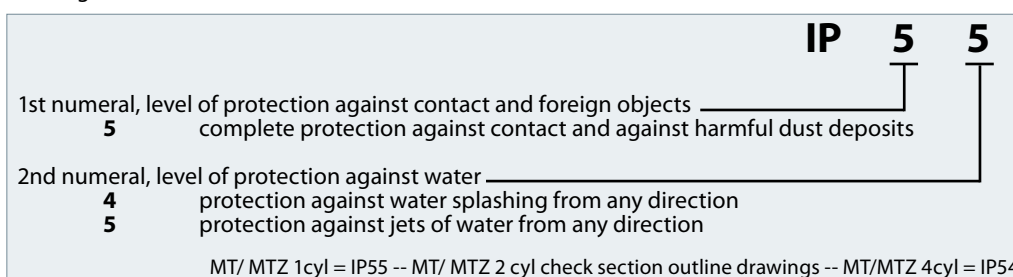 IP 5 5
1st numeral, level of protection against contact and foreign objects
5 complete protection against contact and against harmful dust deposits
2nd numeral, level of protection against water
4 protection against water splashing from any direction
5 protection against jets of water from any direction
MT/ MTZ 1cyl = IP55 -- MT/ MTZ 2 cyl check section outline drawings -- MT/MTZ 4cyl = IP54